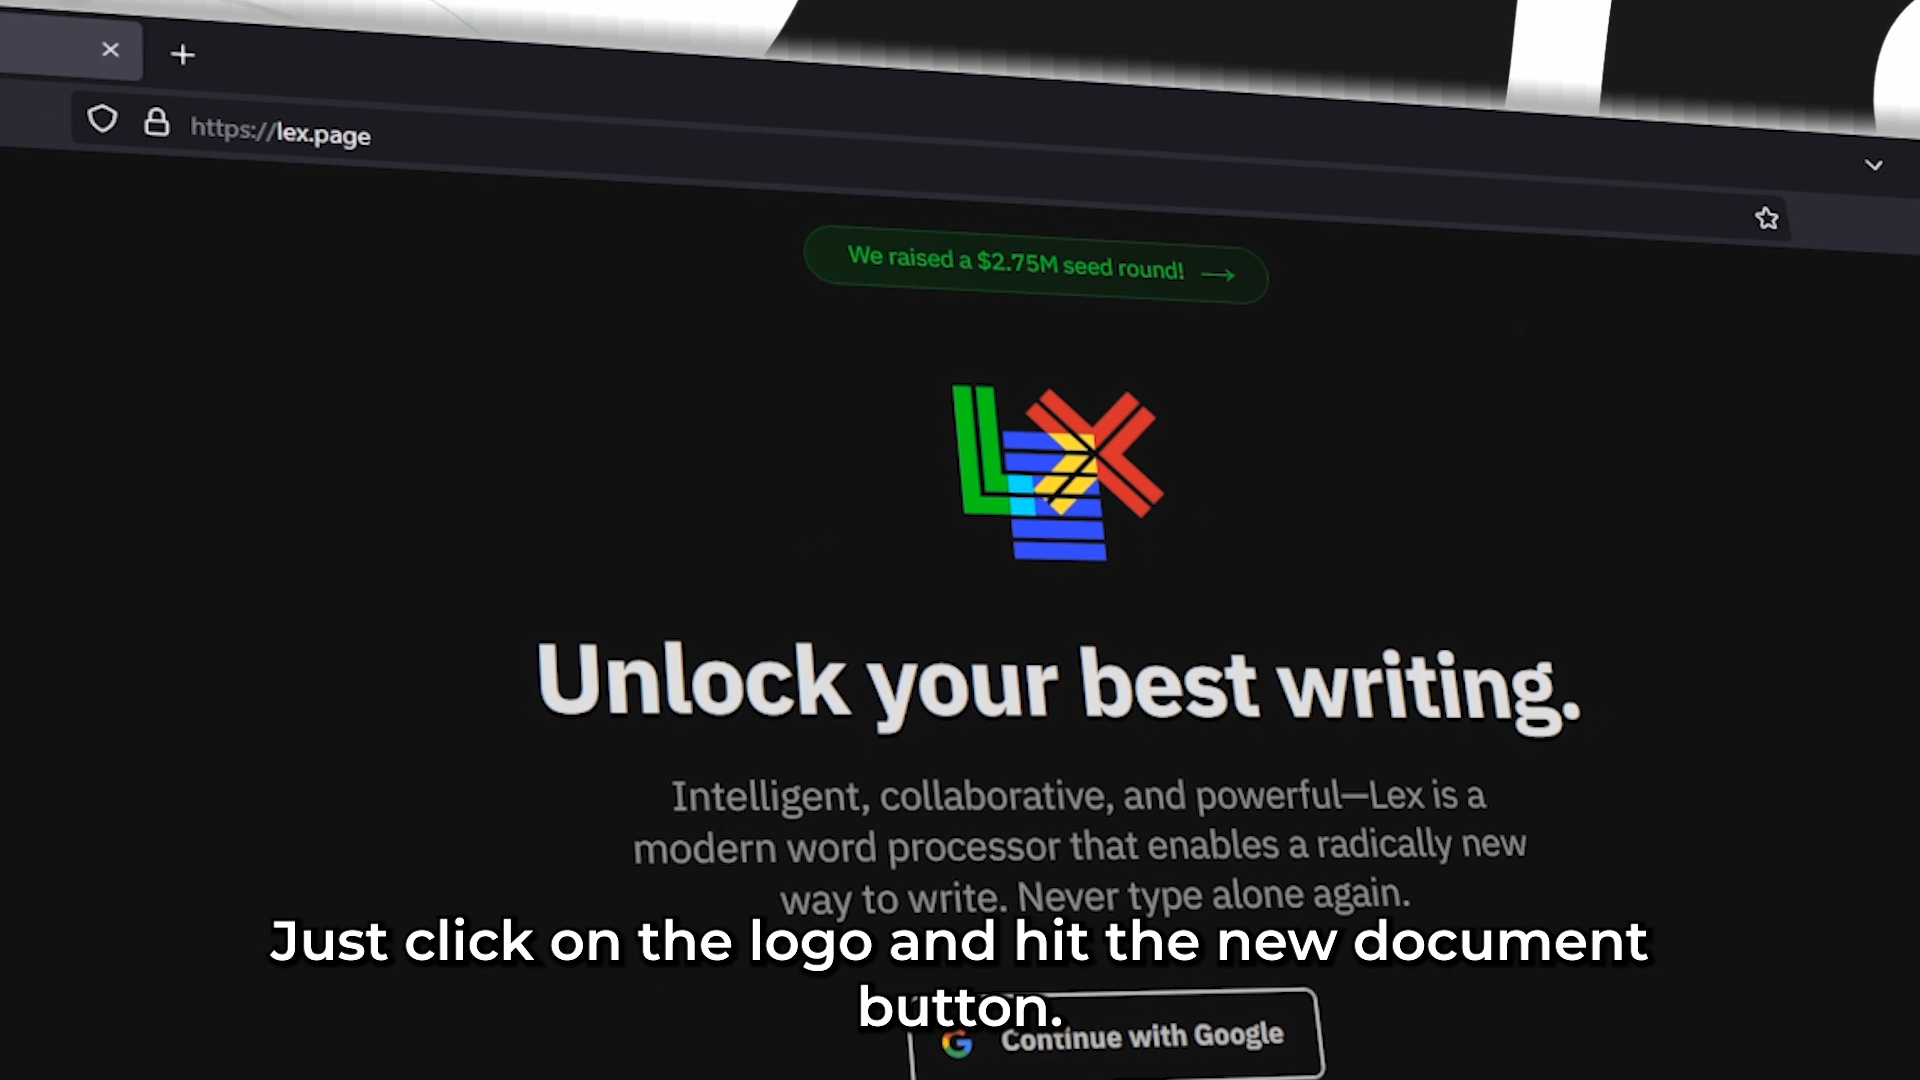 https://lex.page
We raised a $2.75M seed round! →
LEX
Unlock your best writing.
Intelligent, collaborative, and powerful—Lex is a
modern word processor that enables a radically new
way to write. Never type alone again.
Just click on the logo and hit the new document
button.
Continue with Google